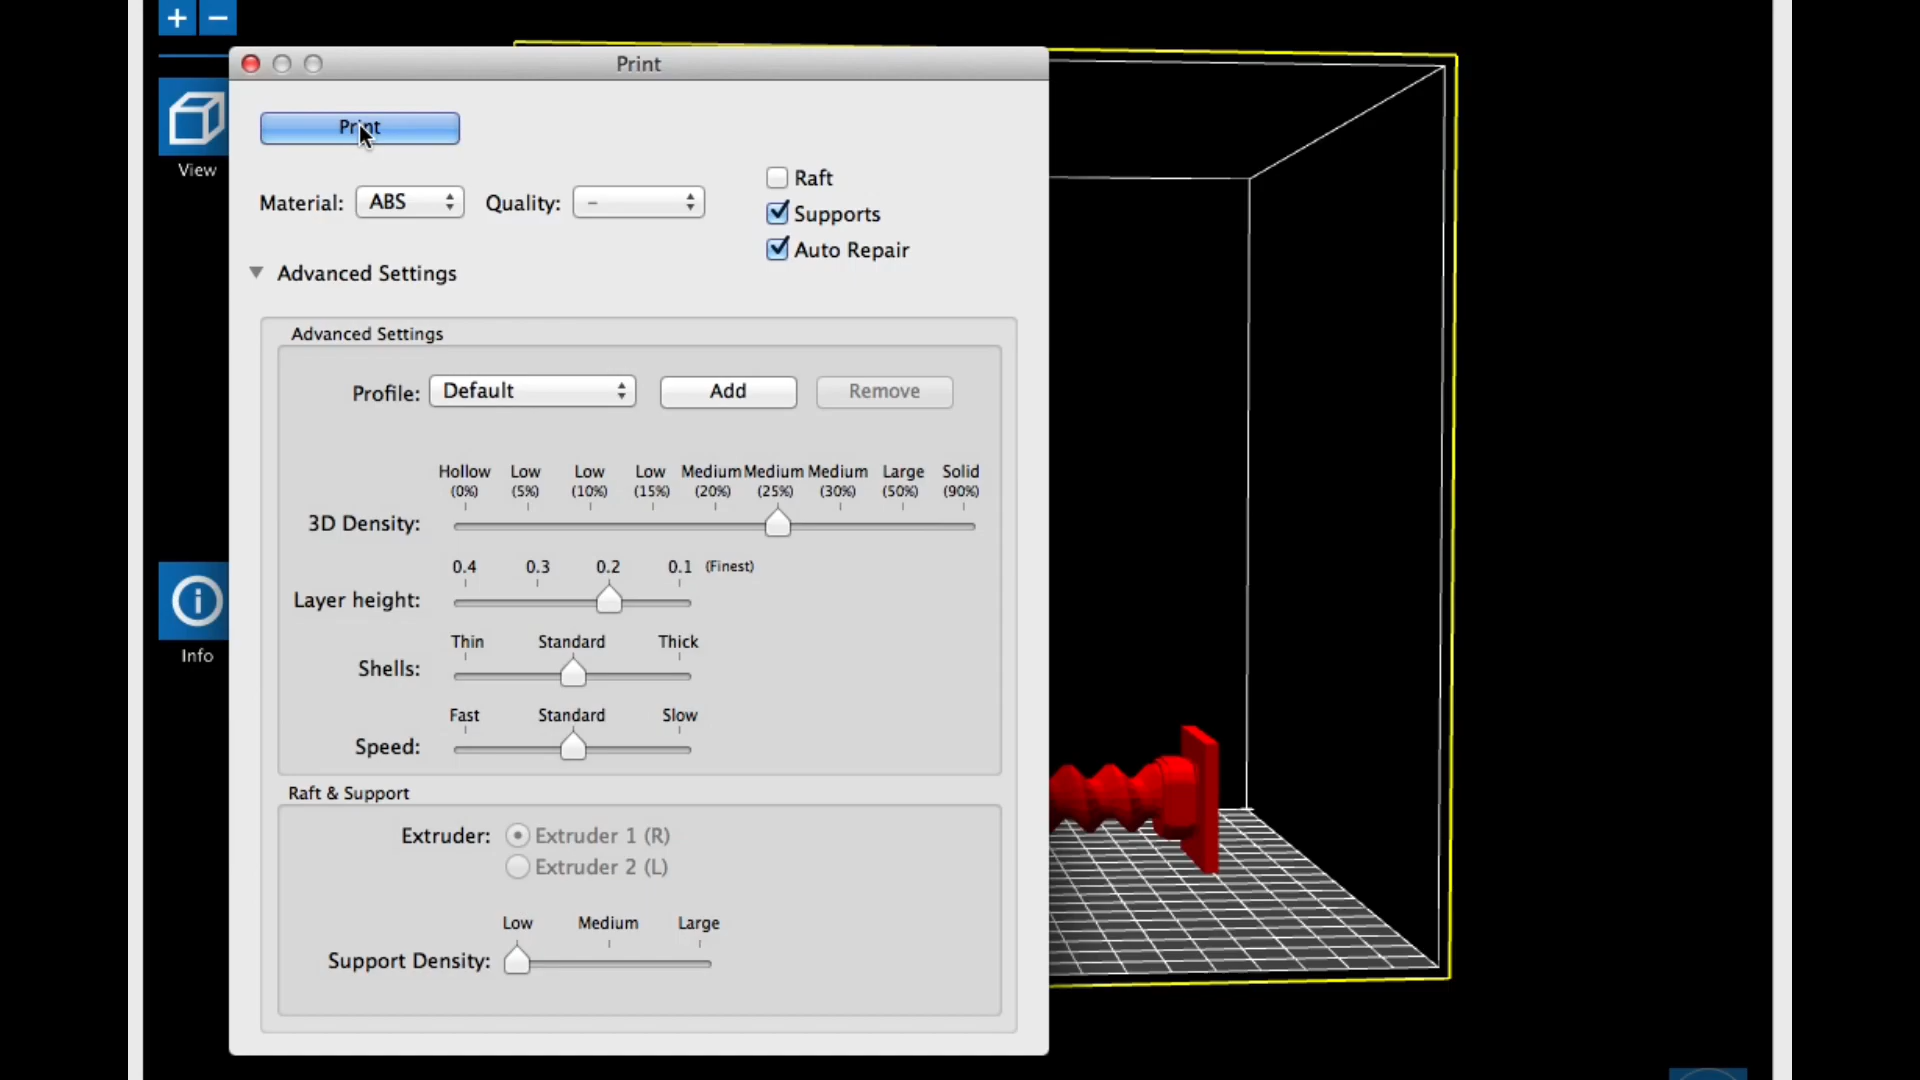 + −
Print
View
Print
Material: ABS Quality: –
Raft
Supports
Auto Repair
Advanced Settings
Advanced Settings
Profile: Default Add Remove
Hollow Low Low Low Medium Medium Medium Large Solid
(0%) (5%) (10%) (15%) (20%) (25%) (30%) (50%) (90%)
3D Density:
0.4 0.3 0.2 0.1 (Finest)
Layer height:
Thin Standard Thick
Shells:
Fast Standard Slow
Speed:
Info
Raft & Support
Extruder: Extruder 1 (R)
Extruder 2 (L)
Low Medium Large
Support Density: